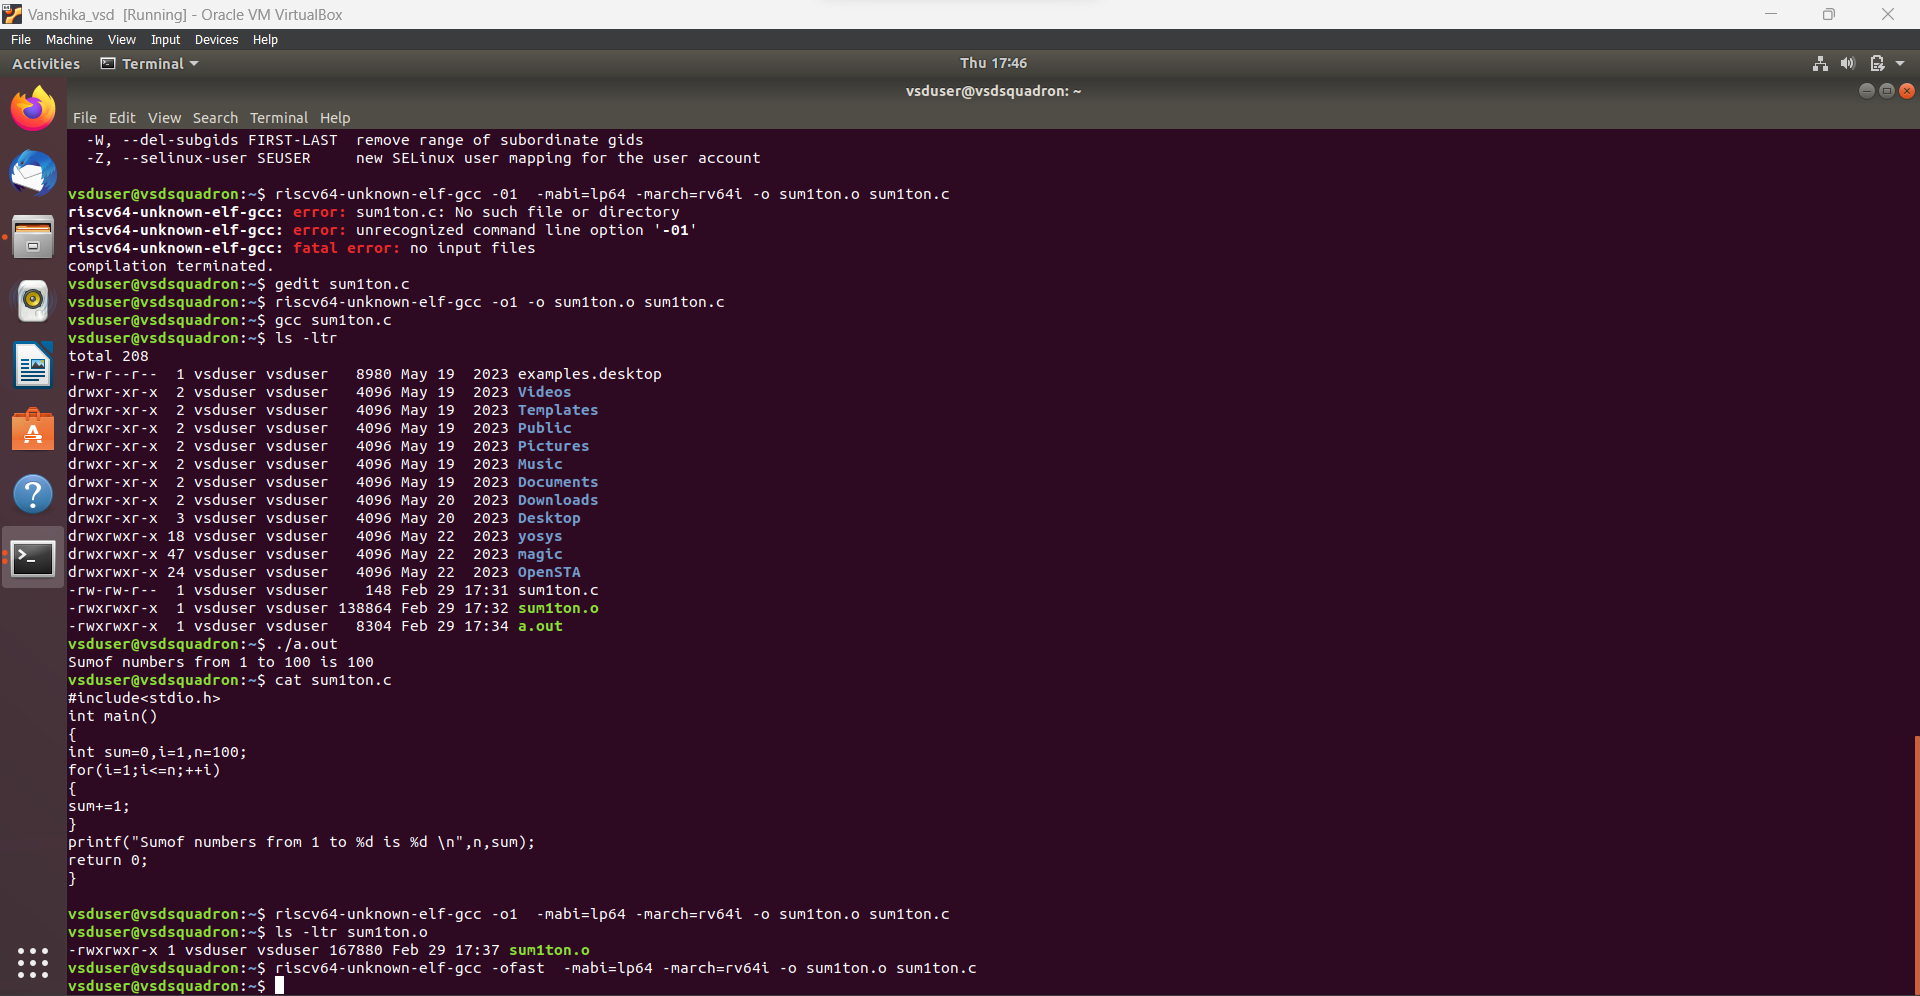 Vanshika_vsd [Running] - Oracle VM VirtualBox
File Machine View Input Devices Help
Activities Terminal Thu 17:46
vsduser@vsdsquadron: ~
File Edit View Search Terminal Help
  -W, --del-subgids FIRST-LAST  remove range of subordinate gids
  -Z, --selinux-user SEUSER     new SELinux user mapping for the user account
vsduser@vsdsquadron:~$ riscv64-unknown-elf-gcc -01  -mabi=lp64 -march=rv64i -o sum1ton.o sum1ton.c
riscv64-unknown-elf-gcc: error: sum1ton.c: No such file or directory
riscv64-unknown-elf-gcc: error: unrecognized command line option '-01'
riscv64-unknown-elf-gcc: fatal error: no input files
compilation terminated.
vsduser@vsdsquadron:~$ gedit sum1ton.c
vsduser@vsdsquadron:~$ riscv64-unknown-elf-gcc -o1 -o sum1ton.o sum1ton.c
vsduser@vsdsquadron:~$ gcc sum1ton.c
vsduser@vsdsquadron:~$ ls -ltr
total 208
-rw-r--r--  1 vsduser vsduser   8980 May 19  2023 examples.desktop
drwxr-xr-x  2 vsduser vsduser   4096 May 19  2023 Videos
drwxr-xr-x  2 vsduser vsduser   4096 May 19  2023 Templates
drwxr-xr-x  2 vsduser vsduser   4096 May 19  2023 Public
drwxr-xr-x  2 vsduser vsduser   4096 May 19  2023 Pictures
drwxr-xr-x  2 vsduser vsduser   4096 May 19  2023 Music
drwxr-xr-x  2 vsduser vsduser   4096 May 19  2023 Documents
drwxr-xr-x  2 vsduser vsduser   4096 May 20  2023 Downloads
drwxr-xr-x  3 vsduser vsduser   4096 May 20  2023 Desktop
drwxrwxr-x 18 vsduser vsduser   4096 May 22  2023 yosys
drwxrwxr-x 47 vsduser vsduser   4096 May 22  2023 magic
drwxrwxr-x 24 vsduser vsduser   4096 May 22  2023 OpenSTA
-rw-rw-r--  1 vsduser vsduser    148 Feb 29 17:31 sum1ton.c
-rwxrwxr-x  1 vsduser vsduser 138864 Feb 29 17:32 sum1ton.o
-rwxrwxr-x  1 vsduser vsduser   8304 Feb 29 17:34 a.out
vsduser@vsdsquadron:~$ ./a.out
Sumof numbers from 1 to 100 is 100
vsduser@vsdsquadron:~$ cat sum1ton.c
#include<stdio.h>
int main()
{
int sum=0,i=1,n=100;
for(i=1;i<=n;++i)
{
sum+=1;
}
printf("Sumof numbers from 1 to %d is %d \n",n,sum);
return 0;
}
vsduser@vsdsquadron:~$ riscv64-unknown-elf-gcc -o1  -mabi=lp64 -march=rv64i -o sum1ton.o sum1ton.c
vsduser@vsdsquadron:~$ ls -ltr sum1ton.o
-rwxrwxr-x 1 vsduser vsduser 167880 Feb 29 17:37 sum1ton.o
vsduser@vsdsquadron:~$ riscv64-unknown-elf-gcc -ofast  -mabi=lp64 -march=rv64i -o sum1ton.o sum1ton.c
vsduser@vsdsquadron:~$